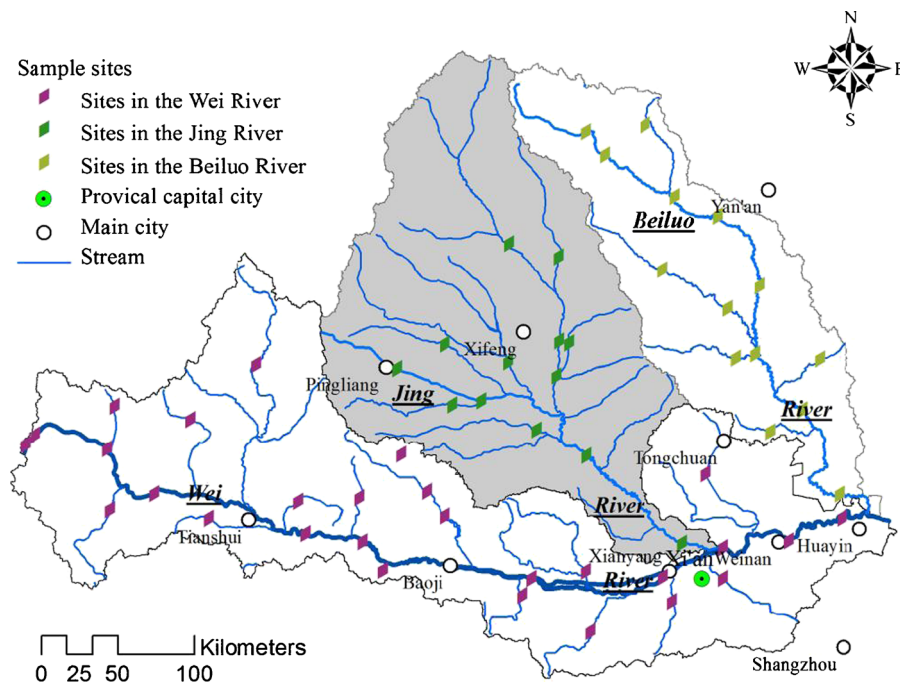 N
W
E
S
Sample sites
Sites in the Wei River
Sites in the Jing River
Sites in the Beiluo River
Provical capital city
Main city
Stream
Yan'an
Beiluo
Xifeng
Pingliang
Jing
River
Tongchuan
Wei
River
Tianshui
Xianyang
Xi'an
Weinan
Huayin
Baoji
River
Kilometers
0 25 50 100
Shangzhou